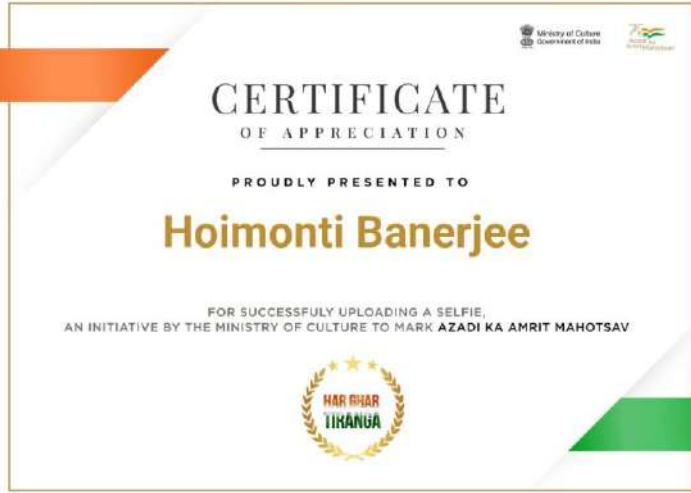 Ministry of Culture
Government of India
CERTIFICATE
OF APPRECIATION
PROUDLY PRESENTED TO
Hoimonti Banerjee
FOR SUCCESSFULY UPLOADING A SELFIE,
AN INITIATIVE BY THE MINISTRY OF CULTURE TO MARK AZADI KA AMRIT MAHOTSAV
HAR GHAR
TIRANGA